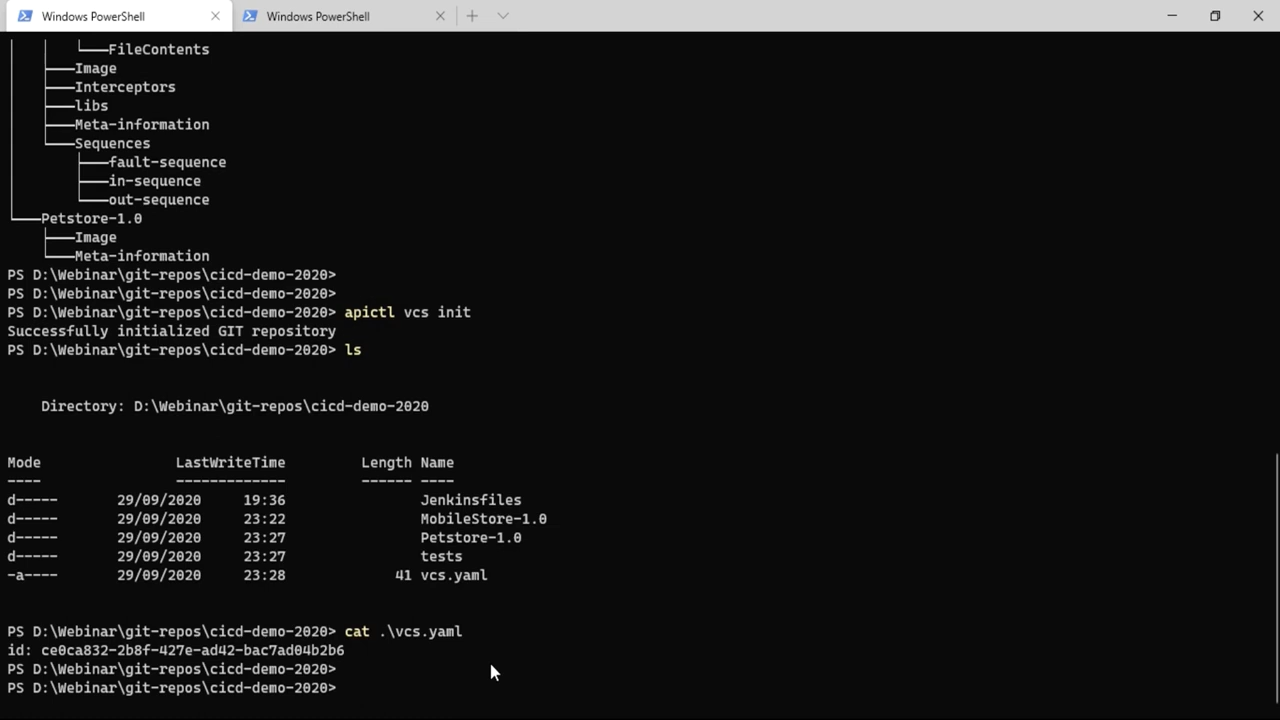 Windows PowerShell
Windows PowerShell
FileContents
Image
Interceptors
libs
Meta-information
Sequences
fault-sequence
in-sequence
out-sequence
Petstore-1.0
Image
Meta-information
PS D:\Webinar\git-repos\cicd-demo-2020>
PS D:\Webinar\git-repos\cicd-demo-2020>
PS D:\Webinar\git-repos\cicd-demo-2020> apictl vcs init
Successfully initialized GIT repository
PS D:\Webinar\git-repos\cicd-demo-2020> ls
Directory: D:\Webinar\git-repos\cicd-demo-2020
Mode LastWriteTime Length Name
---- ------------- ------ ----
d----- 29/09/2020 19:36 Jenkinsfiles
d----- 29/09/2020 23:22 MobileStore-1.0
d----- 29/09/2020 23:27 Petstore-1.0
d----- 29/09/2020 23:27 tests
-a---- 29/09/2020 23:28 41 vcs.yaml
PS D:\Webinar\git-repos\cicd-demo-2020> cat .\vcs.yaml
id: ce0ca832-2b8f-427e-ad42-bac7ad04b2b6
PS D:\Webinar\git-repos\cicd-demo-2020>
PS D:\Webinar\git-repos\cicd-demo-2020>